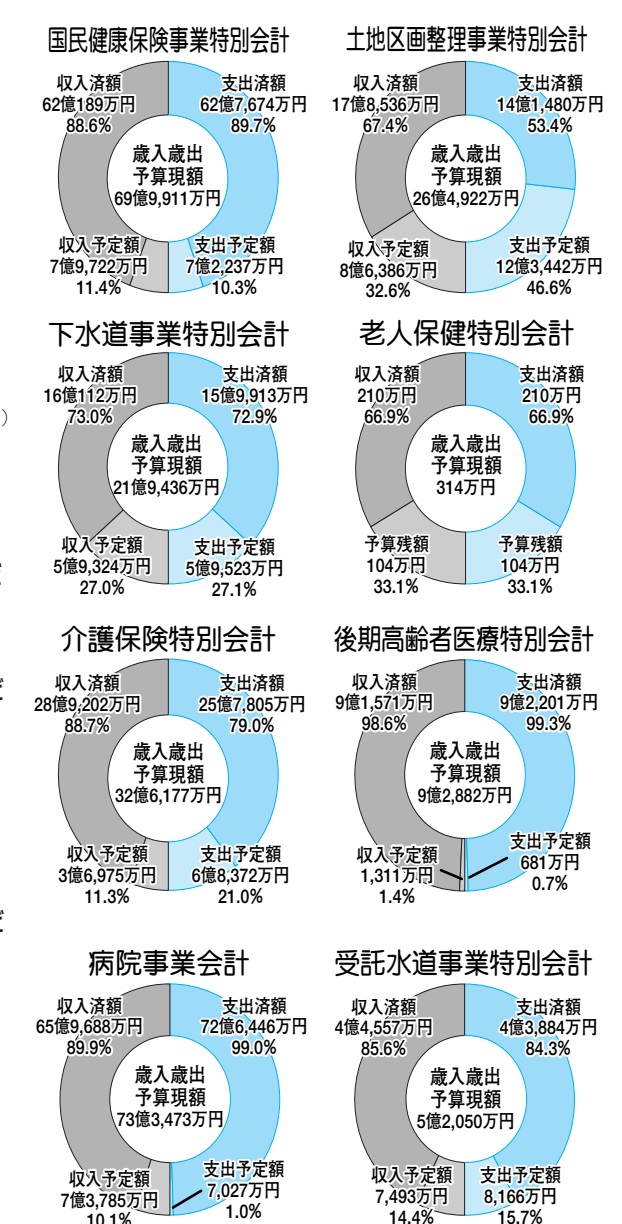 国民健康保険事業特別会計
収入済額
62億189万円
88.6%
支出済額
62億7,674万円
89.7%
歳入歳出
予算現額
69億9,911万円
収入予定額
7億9,722万円
11.4%
支出予定額
7億2,237万円
10.3%
土地区画整理事業特別会計
収入済額
17億8,536万円
67.4%
支出済額
14億1,480万円
53.4%
歳入歳出
予算現額
26億4,922万円
収入予定額
8億6,386万円
32.6%
支出予定額
12億3,442万円
46.6%
下水道事業特別会計
収入済額
16億112万円
73.0%
支出済額
15億9,913万円
72.9%
歳入歳出
予算現額
21億9,436万円
収入予定額
5億9,324万円
27.0%
支出予定額
5億9,523万円
27.1%
老人保健特別会計
収入済額
210万円
66.9%
支出済額
210万円
66.9%
歳入歳出
予算現額
314万円
予算残額
104万円
33.1%
予算残額
104万円
33.1%
介護保険特別会計
収入済額
28億9,202万円
88.7%
支出済額
25億7,805万円
79.0%
歳入歳出
予算現額
32億6,177万円
収入予定額
3億6,975万円
11.3%
支出予定額
6億8,372万円
21.0%
後期高齢者医療特別会計
収入済額
9億1,571万円
98.6%
支出済額
9億2,201万円
99.3%
歳入歳出
予算現額
9億2,882万円
収入予定額
1,311万円
1.4%
支出予定額
681万円
0.7%
病院事業会計
収入済額
65億9,688万円
89.9%
支出済額
72億6,446万円
99.0%
歳入歳出
予算現額
73億3,473万円
収入予定額
7億3,785万円
10.1%
支出予定額
7,027万円
1.0%
受託水道事業特別会計
収入済額
4億4,557万円
85.6%
支出済額
4億3,884万円
84.3%
歳入歳出
予算現額
5億2,050万円
収入予定額
7,493万円
14.4%
支出予定額
8,166万円
15.7%